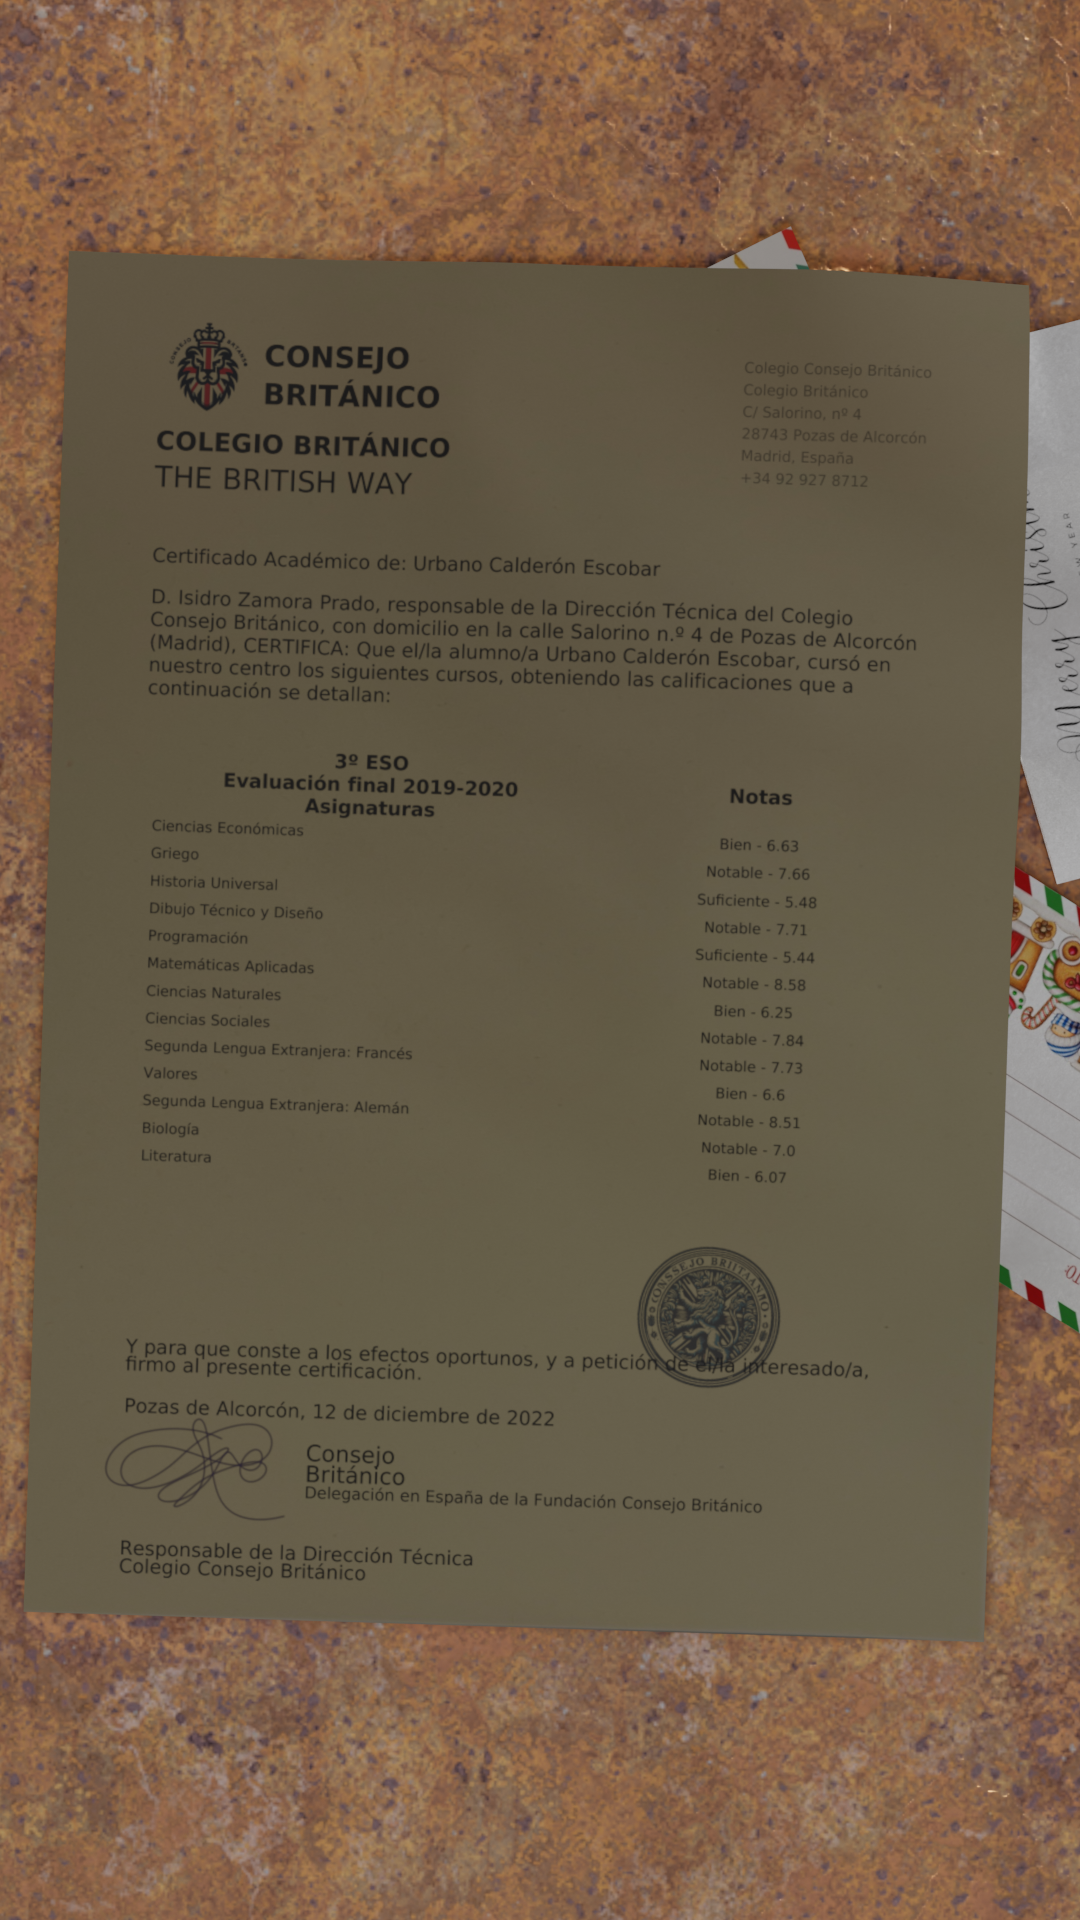 CONSEJO
BRITÁNICO
COLEGIO BRITÁNICO
THE BRITISH WAY
Colegio Consejo Británico
Colegio Británico
C/ Salorino, nº 4
28743 Pozas de Alcorcón
Madrid, España
+34 92 927 8712
Certificado Académico de: Urbano Calderón Escobar
D. Isidro Zamora Prado, responsable de la Dirección Técnica del Colegio
Consejo Británico, con domicilio en la calle Salorino n.º 4 de Pozas de Alcorcón
(Madrid), CERTIFICA: Que el/la alumno/a Urbano Calderón Escobar, cursó en
nuestro centro los siguientes cursos, obteniendo las calificaciones que a
continuación se detallan:
3º ESO
Evaluación final 2019-2020
Asignaturas Notas
Ciencias Económicas Bien - 6.63
Griego Notable - 7.66
Historia Universal Suficiente - 5.48
Dibujo Técnico y Diseño Notable - 7.71
Programación Suficiente - 5.44
Matemáticas Aplicadas Notable - 8.58
Ciencias Naturales Bien - 6.25
Ciencias Sociales Notable - 7.84
Segunda Lengua Extranjera: Francés Notable - 7.73
Valores Bien - 6.6
Segunda Lengua Extranjera: Alemán Notable - 8.51
Biología Notable - 7.0
Literatura Bien - 6.07
Y para que conste a los efectos oportunos, y a petición de el/la interesado/a,
firmo al presente certificación.
Pozas de Alcorcón, 12 de diciembre de 2022
Consejo
Británico
Delegación en España de la Fundación Consejo Británico
Responsable de la Dirección Técnica
Colegio Consejo Británico
Merry
YEAR